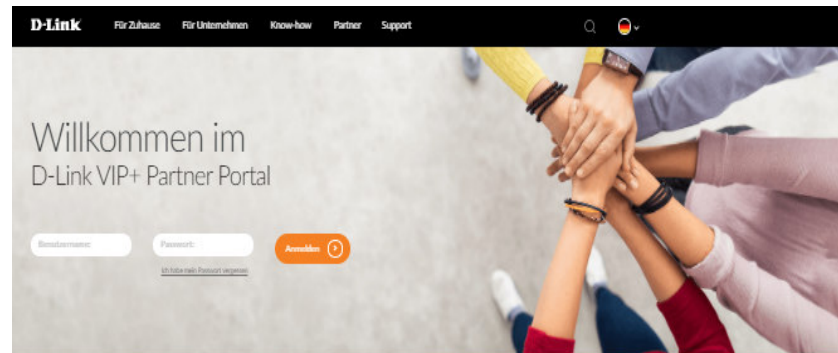 D-Link Für Zuhause Für Unternehmen Know-how Partner Support
Willkommen im
D-Link VIP+ Partner Portal
Benutzername: Passwort: Anmelden
Ich habe mein Passwort vergessen